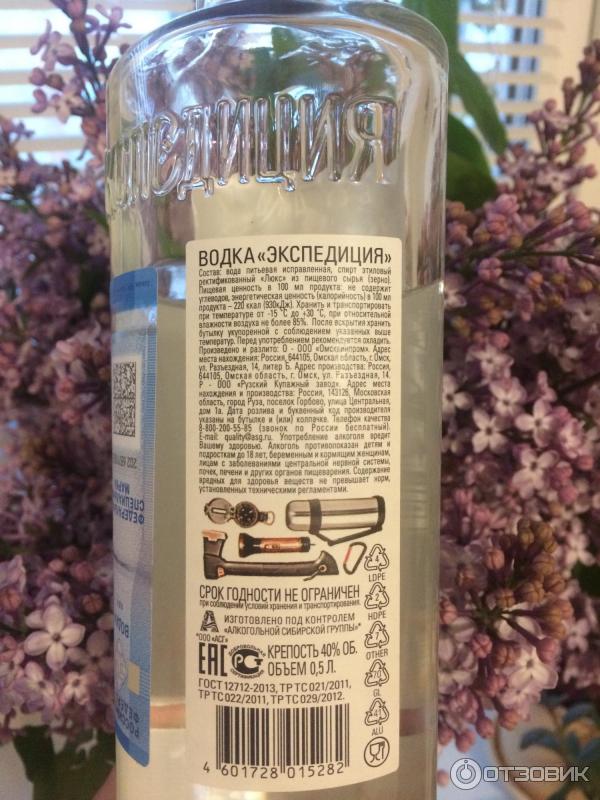 ПЕДИЦИЯ
ВОДКА «ЭКСПЕДИЦИЯ»
Состав: вода питьевая исправленная, спирт этиловый
ректификованный «Люкс» из пищевого сырья (зерно).
Пищевая ценность в 100 мл продукта: не содержит
углеводов, энергетическая ценность (калорийность) в 100 мл
продукта – 220 ккал (930кДж). Хранить и транспортировать
при температуре от -15 °С до +30 °С, при относительной
влажности воздуха не более 85%. После вскрытия хранить
бутылку укупоренной с соблюдением указанных выше
температур. Перед употреблением рекомендуется охладить.
Произведено и разлито: О - ООО «Омсквинпром». Адрес
места нахождения: Россия, 644105, Омская область, г. Омск,
ул. Разъездная, 14, литер Б. Адрес производства: Россия,
644105, Омская область, г. Омск, ул. Разъездная, 14.
Р - ООО «Рузский Купажный завод». Адрес места
нахождения и производства: Россия, 143126, Московская
область, город Руза, поселок Горбово, улица Центральная,
дом 1а. Дата розлива и буквенный код производителя
указаны на бутылке и (или) колпачке. Телефон качества
8-800-200-55-85 (звонок по России бесплатный).
E-mail: quality@asg.ru. Употребление алкоголя вредит
Вашему здоровью. Алкоголь противопоказан детям и
подросткам до 18 лет, беременным и кормящим женщинам,
лицам с заболеваниями центральной нервной системы,
почек, печени и других органов пищеварения. Содержание
вредных для здоровья веществ не превышает норм,
установленных техническими регламентами.
СРОК ГОДНОСТИ НЕ ОГРАНИЧЕН
при соблюдении условий хранения и транспортирования.
ИЗГОТОВЛЕНО ПОД КОНТРОЛЕМ
«АЛКОГОЛЬНОЙ СИБИРСКОЙ ГРУППЫ»*
*ООО «АСГ»
ЕАС
ДОБРОВОЛЬНАЯ СЕРТИФИКАЦИЯ
КРЕПОСТЬ 40% ОБ.
ОБЪЕМ 0,5 Л.
ГОСТ 12712-2013, ТР ТС 021/2011,
ТР ТС 022/2011, ТР ТС 029/2012.
4 601728 015282
4
LDPE
2
HDPE
7
OTHER
70
GL
41
ALU
ОТЗОВИК